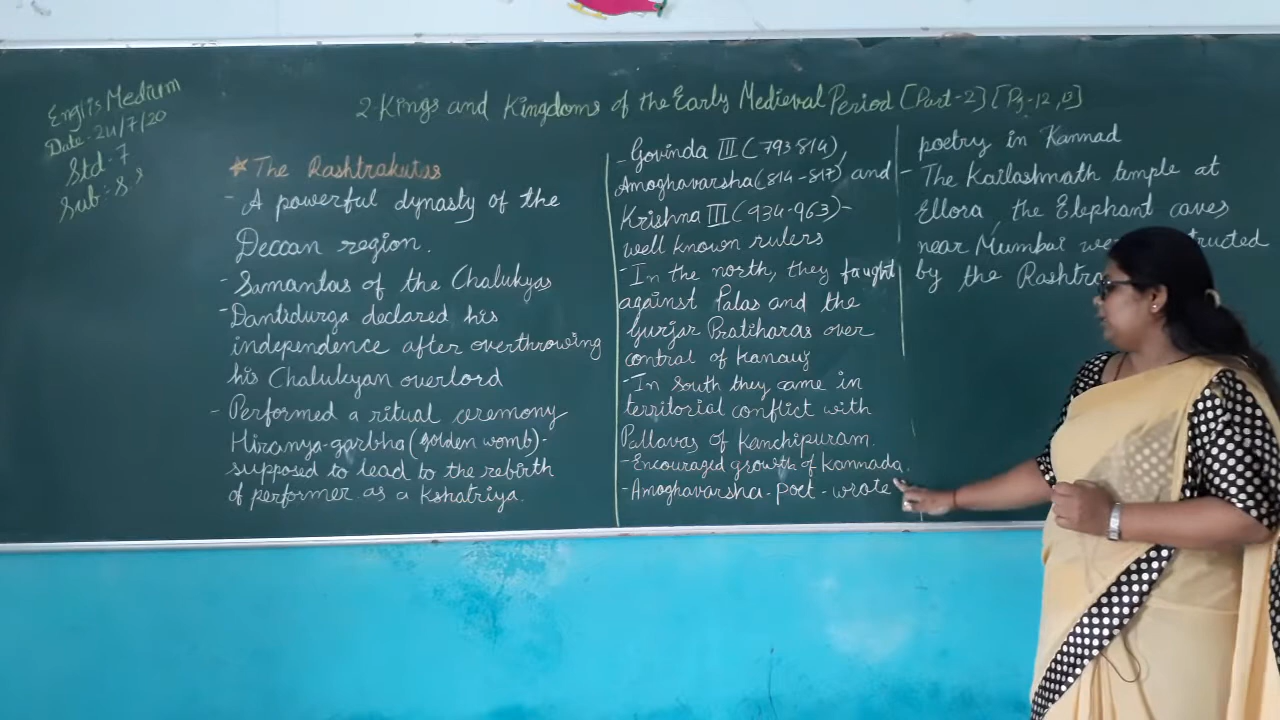 Englis Medium
Date:-24/7/20
Std-7
Sub:-S.S
2 Kings and Kingdoms of the Early Medieval Period [Part-2] [Pg-12,
* The Rashtrakutas
- A powerful dynasty of the
Deccan region.
- Samantas of the Chalukyas
- Dantidurga declared his
independence after overthrowing
his Chalukyan overlord
- Performed a ritual ceremony
Hiranya-garbha (golden womb)-
supposed to lead to the rebirth
of performer as a Kshatriya.
- Govinda III (793-814),
Amoghavarsha (814-817) and
Krishna III (934-963)-
well known rulers
- In the north, they faught
against Palas and the
Gurjar Pratiharas over
control of Kanauj
- In South they came in
territorial conflict with
Pallavas of Kanchipuram.
- Encouraged growth of Kannada.
- Amoghavarsha - poet - wrote
poetry in Kannad
- The Kailashnath temple at
Ellora, the Elephant caves
near Mumbai we tructed
by the Rashtra